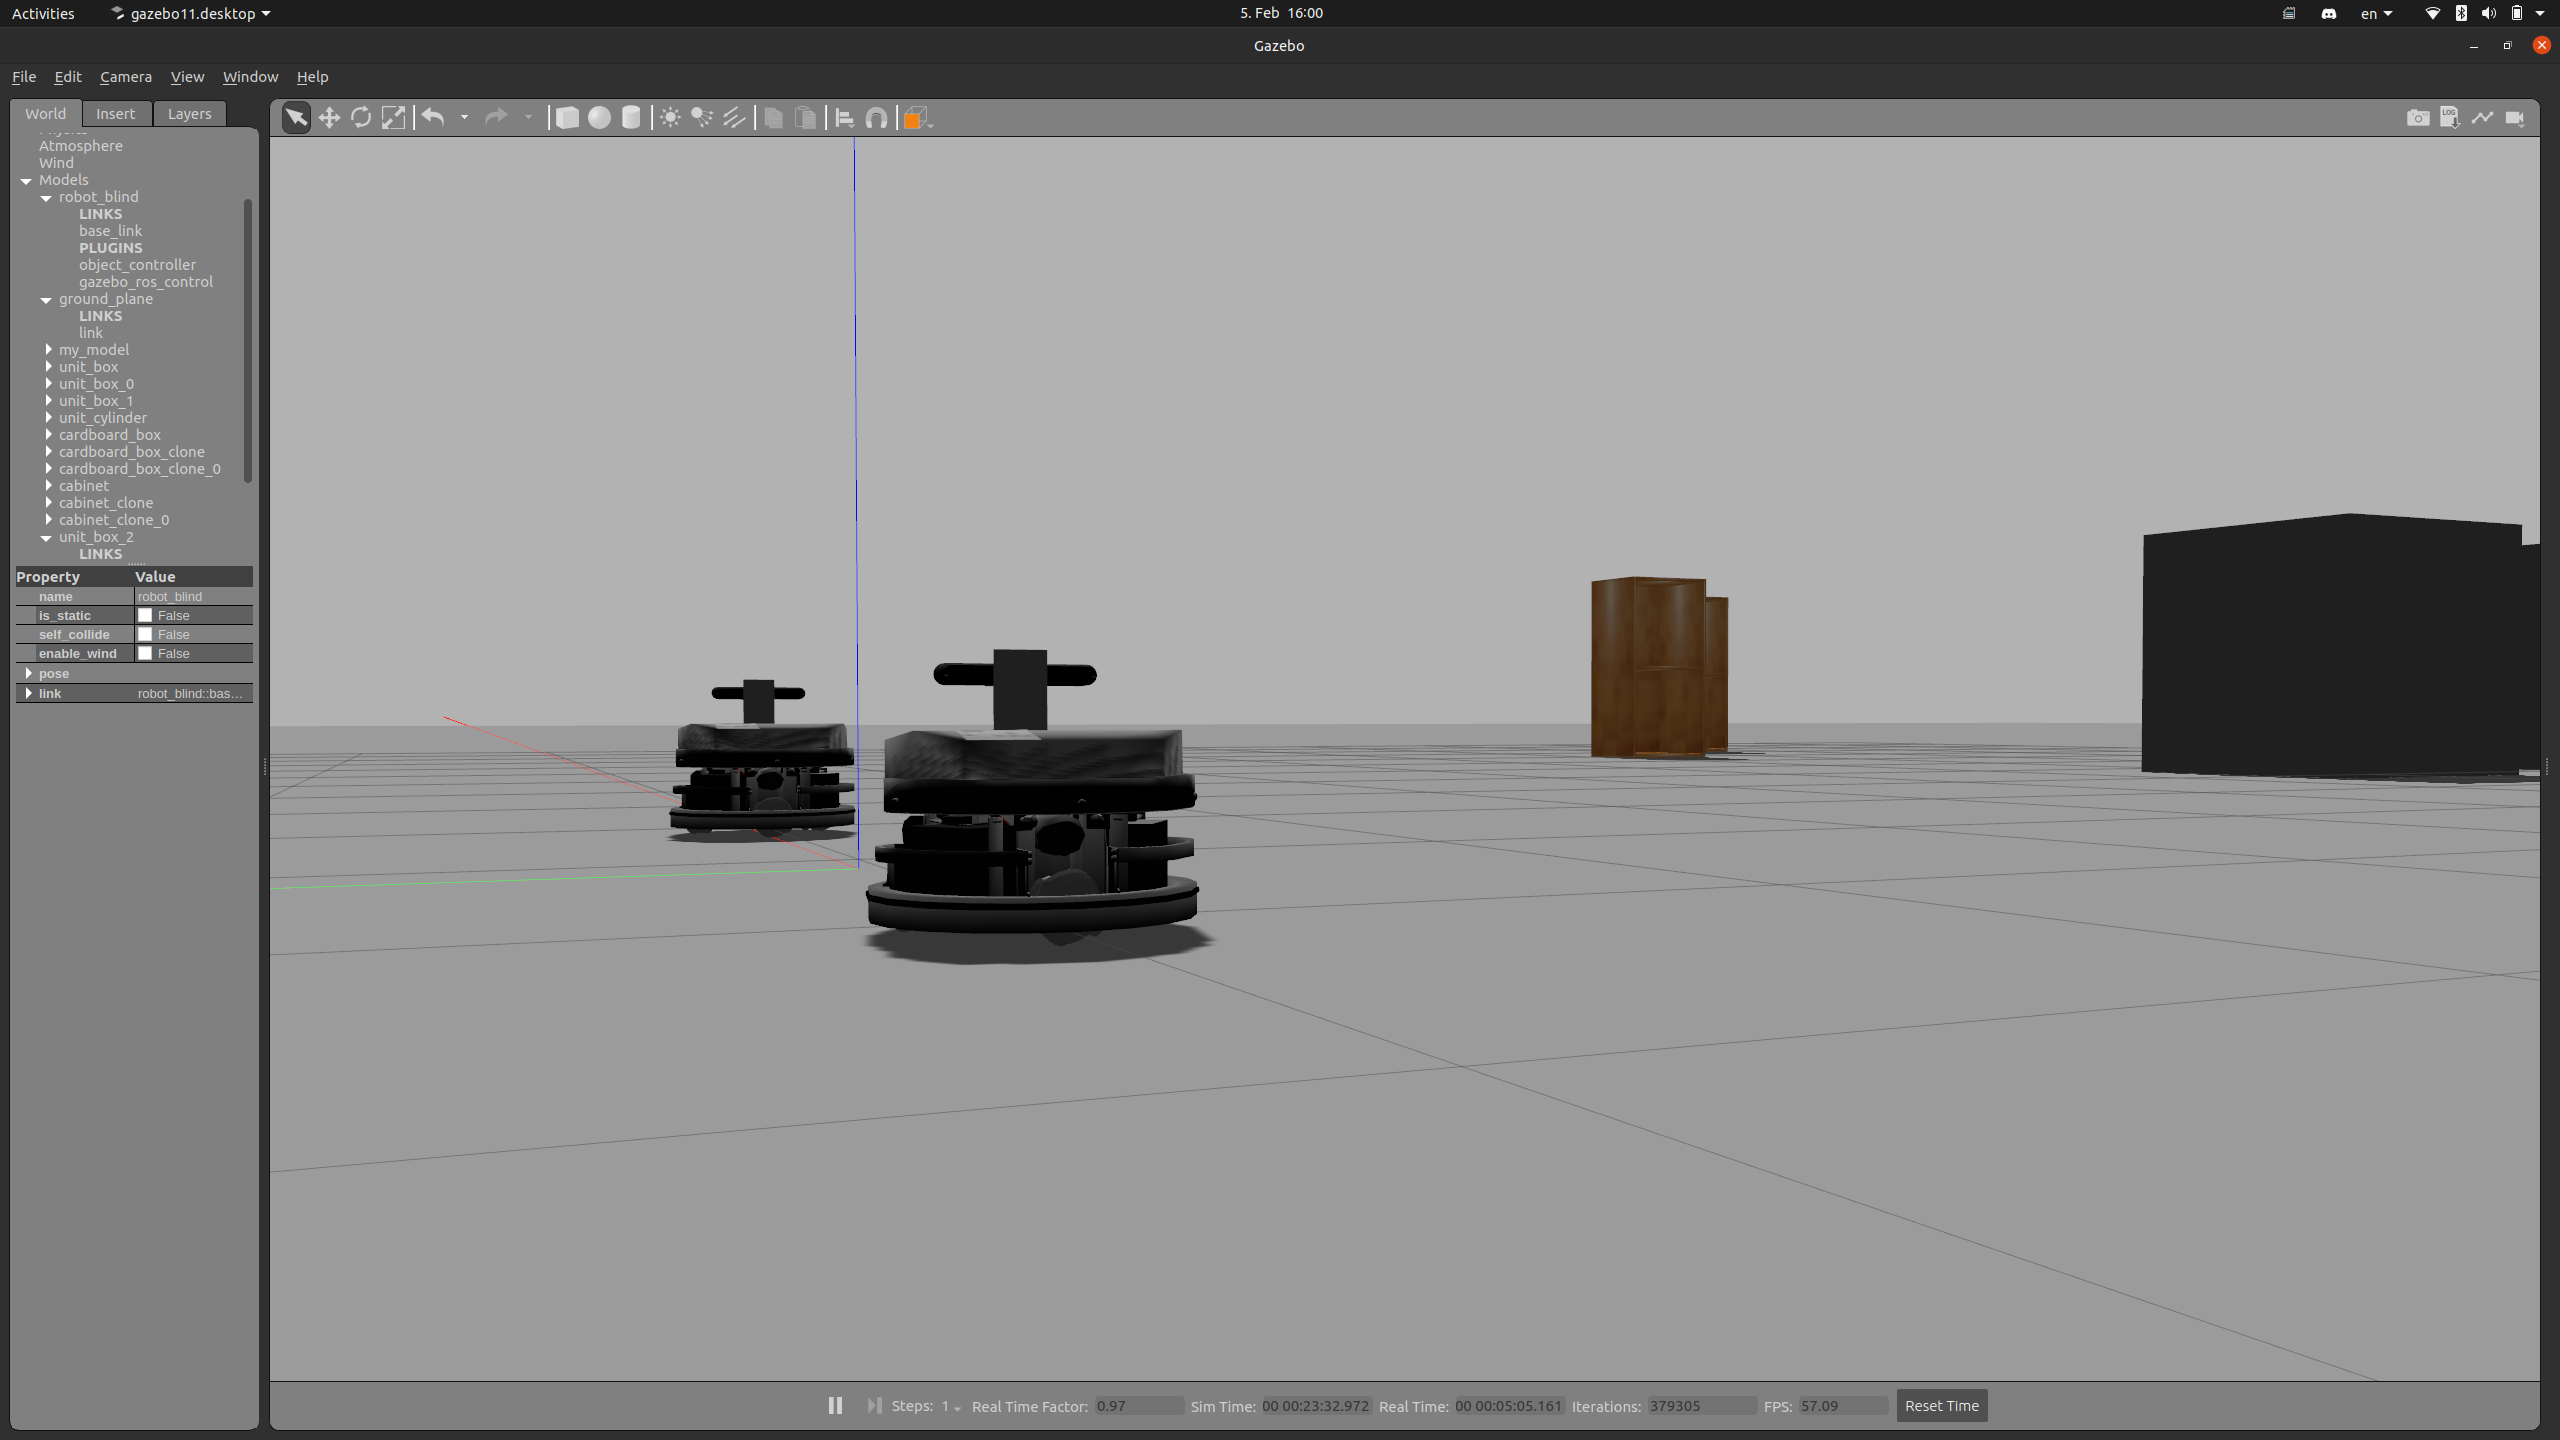 Activities gazebo11.desktop 5. Feb 16:00 en
Gazebo
File Edit Camera View Window Help
World Insert Layers
Atmosphere
Wind
Models
robot_blind
LINKS
base_link
PLUGINS
object_controller
gazebo_ros_control
ground_plane
LINKS
link
my_model
unit_box
unit_box_0
unit_box_1
unit_cylinder
cardboard_box
cardboard_box_clone
cardboard_box_clone_0
cabinet
cabinet_clone
cabinet_clone_0
unit_box_2
LINKS
Property Value
name robot_blind
is_static False
self_collide False
enable_wind False
pose
link robot_blind::bas...
LOG
Steps: 1 Real Time Factor: 0.97 Sim Time: 00 00:23:32.972 Real Time: 00 00:05:05.161 Iterations: 379305 FPS: 57.09 Reset Time